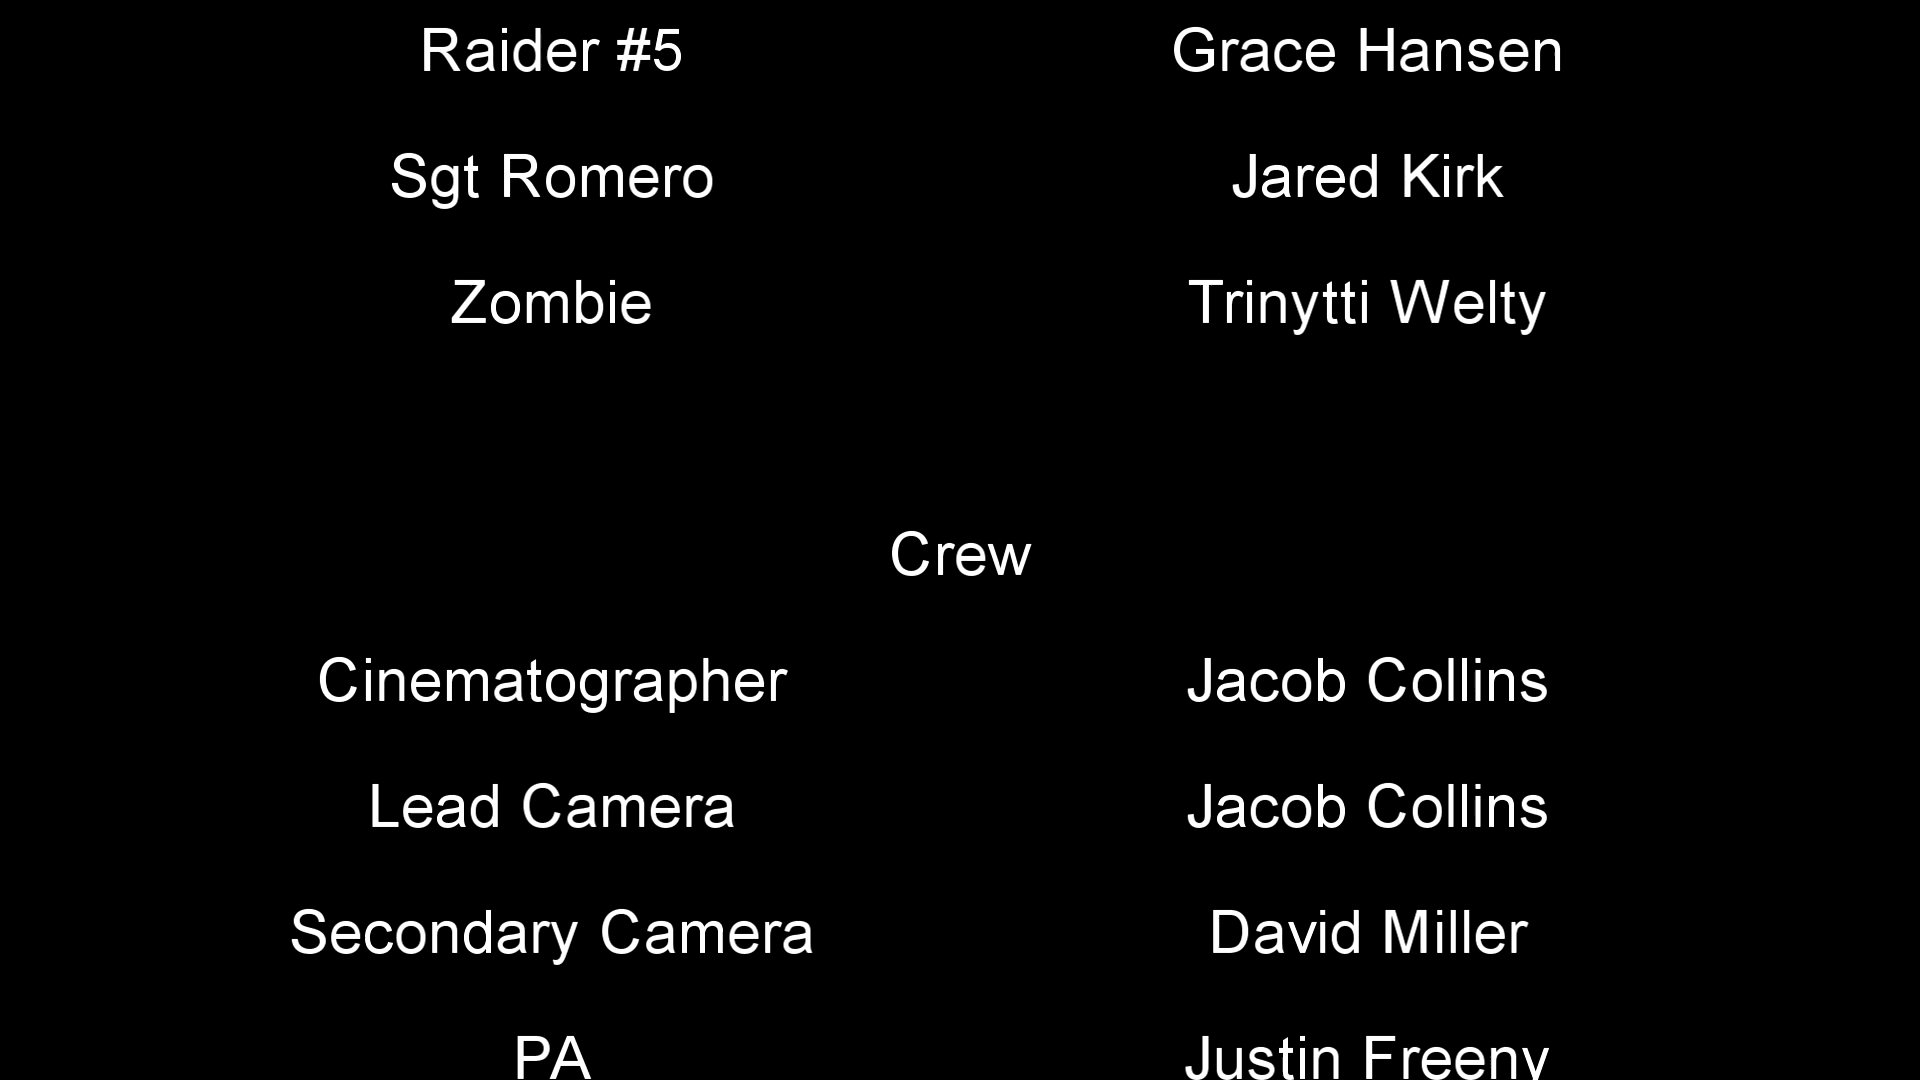 Raider #5 Grace Hansen
Sgt Romero Jared Kirk
Zombie Trinytti Welty
Crew
Cinematographer Jacob Collins
Lead Camera Jacob Collins
Secondary Camera David Miller
PA Justin Freeny